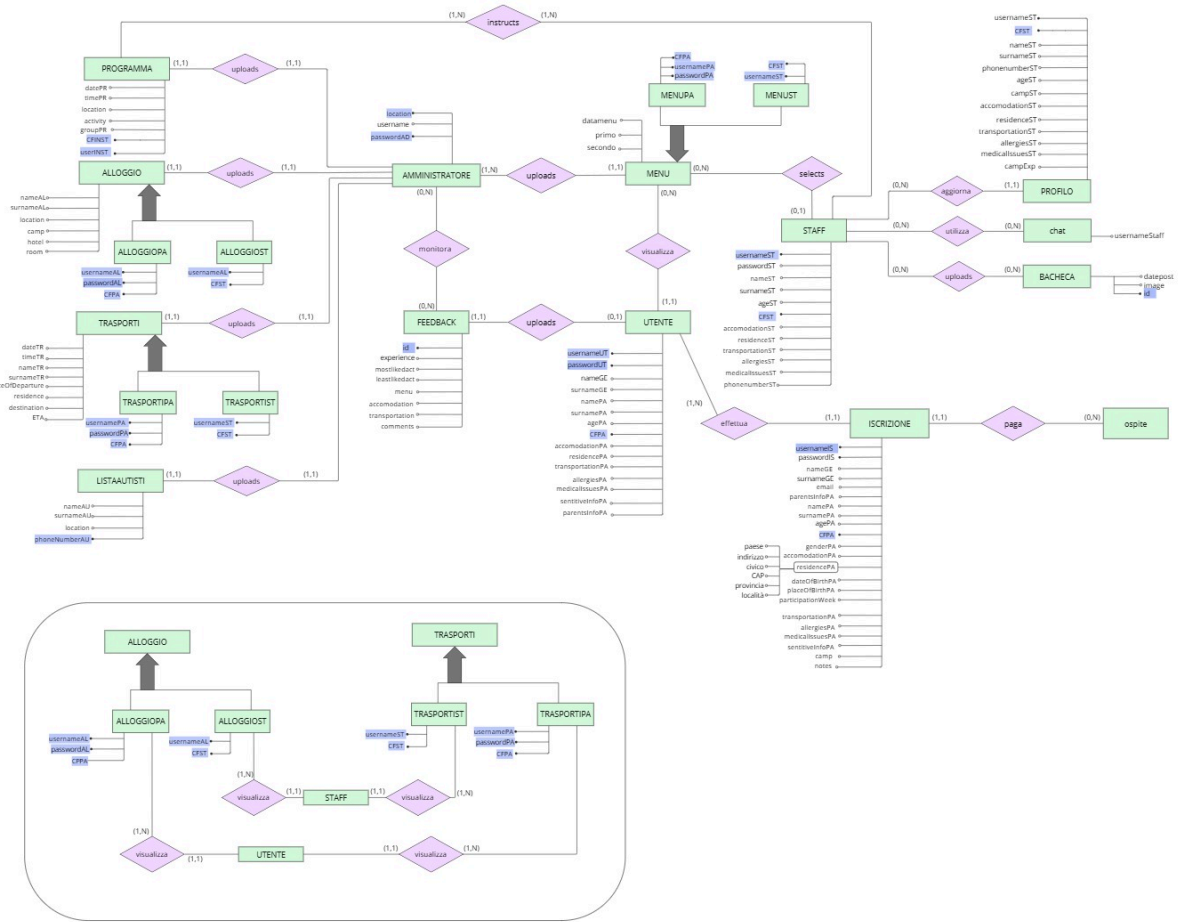 (1,N)
instructs
(1,N)
PROGRAMMA
(1,1)
uploads
(1,1)
datePR
timePR
location
activity
groupPR
CFINST
userINST
ALLOGGIO
(1,1)
uploads
(1,1)
nameAL
surnameAL
location
camp
hotel
room
ALLOGGIOPA
ALLOGGIOST
usernameAL
passwordAL
CFPA
usernameAL
CFST
TRASPORTI
(1,1)
uploads
(1,1)
dateTR
timeTR
nameTR
surnameTR
eOfDeparture
residence
destination
ETA
TRASPORTIPA
TRASPORTIST
usernamePA
passwordPA
CFPA
usernameST
CFST
LISTAAUTISTI
(1,1)
uploads
(1,1)
nameAU
surnameAU
location
phoneNumberAU
location
username
passwordAD
AMMINISTRATORE
(1,N)
uploads
(1,1)
(0,N)
monitora
(0,N)
FEEDBACK
(1,1)
uploads
(0,1)
id
experience
mostlikedact
leastlikedact
menu
accomodation
transportation
comments
CFPA
usernamePA
passwordPA
MENUPA
CFST
usernameST
MENUST
datamenu
primo
secondo
MENU
(0,N)
selects
(0,1)
(0,N)
visualizza
(1,1)
UTENTE
usernameUT
passwordUT
nameGE
surnameGE
namePA
surnamePA
agePA
CFPA
accomodationPA
residencePA
transportationPA
allergiesPA
medicalIssuesPA
sentitiveInfoPA
parentsInfoPA
(1,N)
effettua
(1,1)
STAFF
usernameST
passwordST
nameST
surnameST
ageST
CFST
accomodationST
residenceST
transportationST
allergiesST
medicalIssuesST
phonenumberST
usernameST
CFST
nameST
surnameST
phonenumberST
ageST
campST
accomodationST
residenceST
transportationST
allergiesST
medicalIssuesST
campExp
(0,N)
aggiorna
(1,1)
PROFILO
(0,N)
utilizza
(0,N)
chat
usernameStaff
(0,N)
uploads
(0,N)
BACHECA
datepost
image
id
ISCRIZIONE
(1,1)
paga
(0,N)
ospite
usernameIS
passwordIS
nameGE
surnameGE
email
parentsInfoPA
namePA
surnamePA
agePA
CFPA
genderPA
accomodationPA
residencePA
paese
indirizzo
civico
CAP
provincia
località
dateOfBirthPA
placeOfBirthPA
participationWeek
transportationPA
allergiesPA
medicalIssuesPA
sentitiveInfoPA
camp
notes
ALLOGGIO
TRASPORTI
ALLOGGIOPA
ALLOGGIOST
TRASPORTIST
TRASPORTIPA
usernameAL
passwordAL
CFPA
usernameAL
CFST
usernameST
CFST
usernamePA
passwordPA
CFPA
(1,N)
visualizza
(1,1)
STAFF
(1,1)
visualizza
(1,N)
(1,N)
visualizza
(1,1)
UTENTE
(1,1)
visualizza
(1,N)